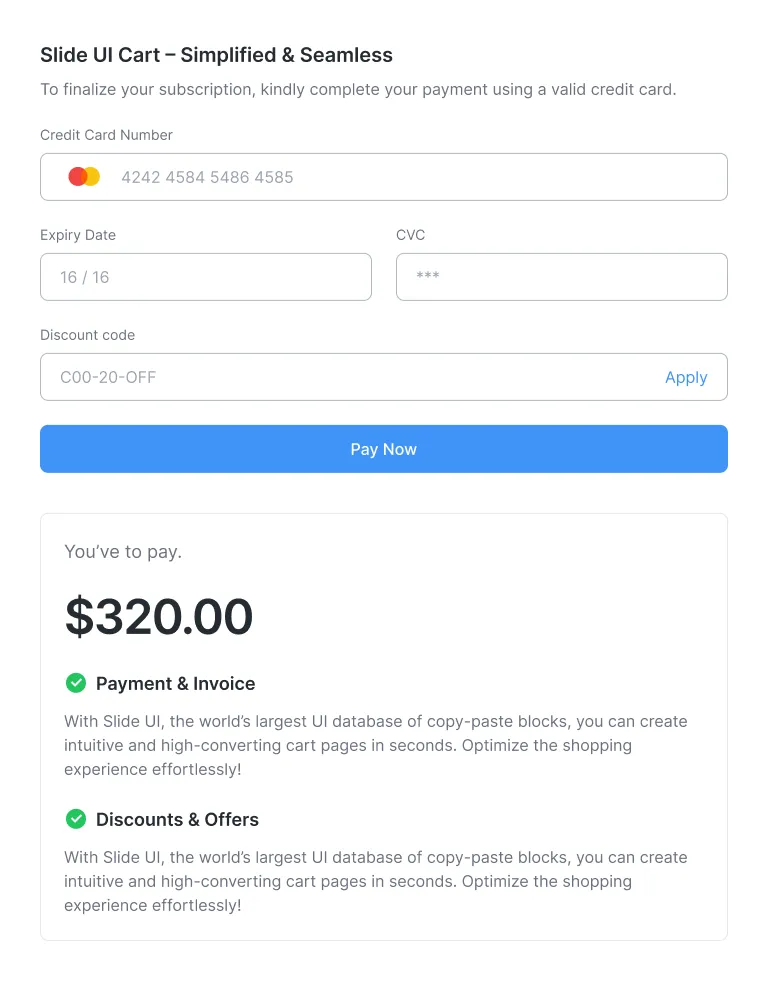 Slide UI Cart – Simplified & Seamless
To finalize your subscription, kindly complete your payment using a valid credit card.
Credit Card Number
4242 4584 5486 4585
Expiry Date
CVC
16 / 16
***
Discount code
C00-20-OFF
Apply
Pay Now
You’ve to pay.
$320.00
Payment & Invoice
With Slide UI, the world’s largest UI database of copy-paste blocks, you can create
intuitive and high-converting cart pages in seconds. Optimize the shopping
experience effortlessly!
Discounts & Offers
With Slide UI, the world’s largest UI database of copy-paste blocks, you can create
intuitive and high-converting cart pages in seconds. Optimize the shopping
experience effortlessly!